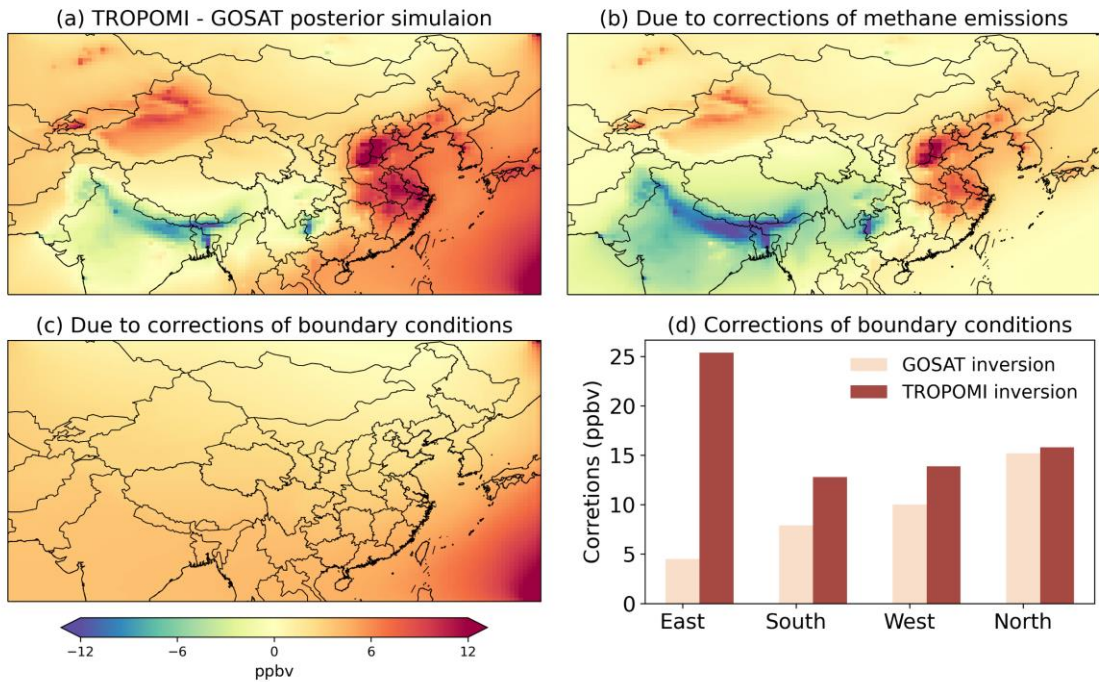 (a) TROPOMI - GOSAT posterior simulaion
(b) Due to corrections of methane emissions
(c) Due to corrections of boundary conditions
−12 −6 0 6 12
ppbv
(d) Corrections of boundary conditions
Corretions (ppbv)
25
20
15
10
5
0
GOSAT inversion
TROPOMI inversion
East South West North